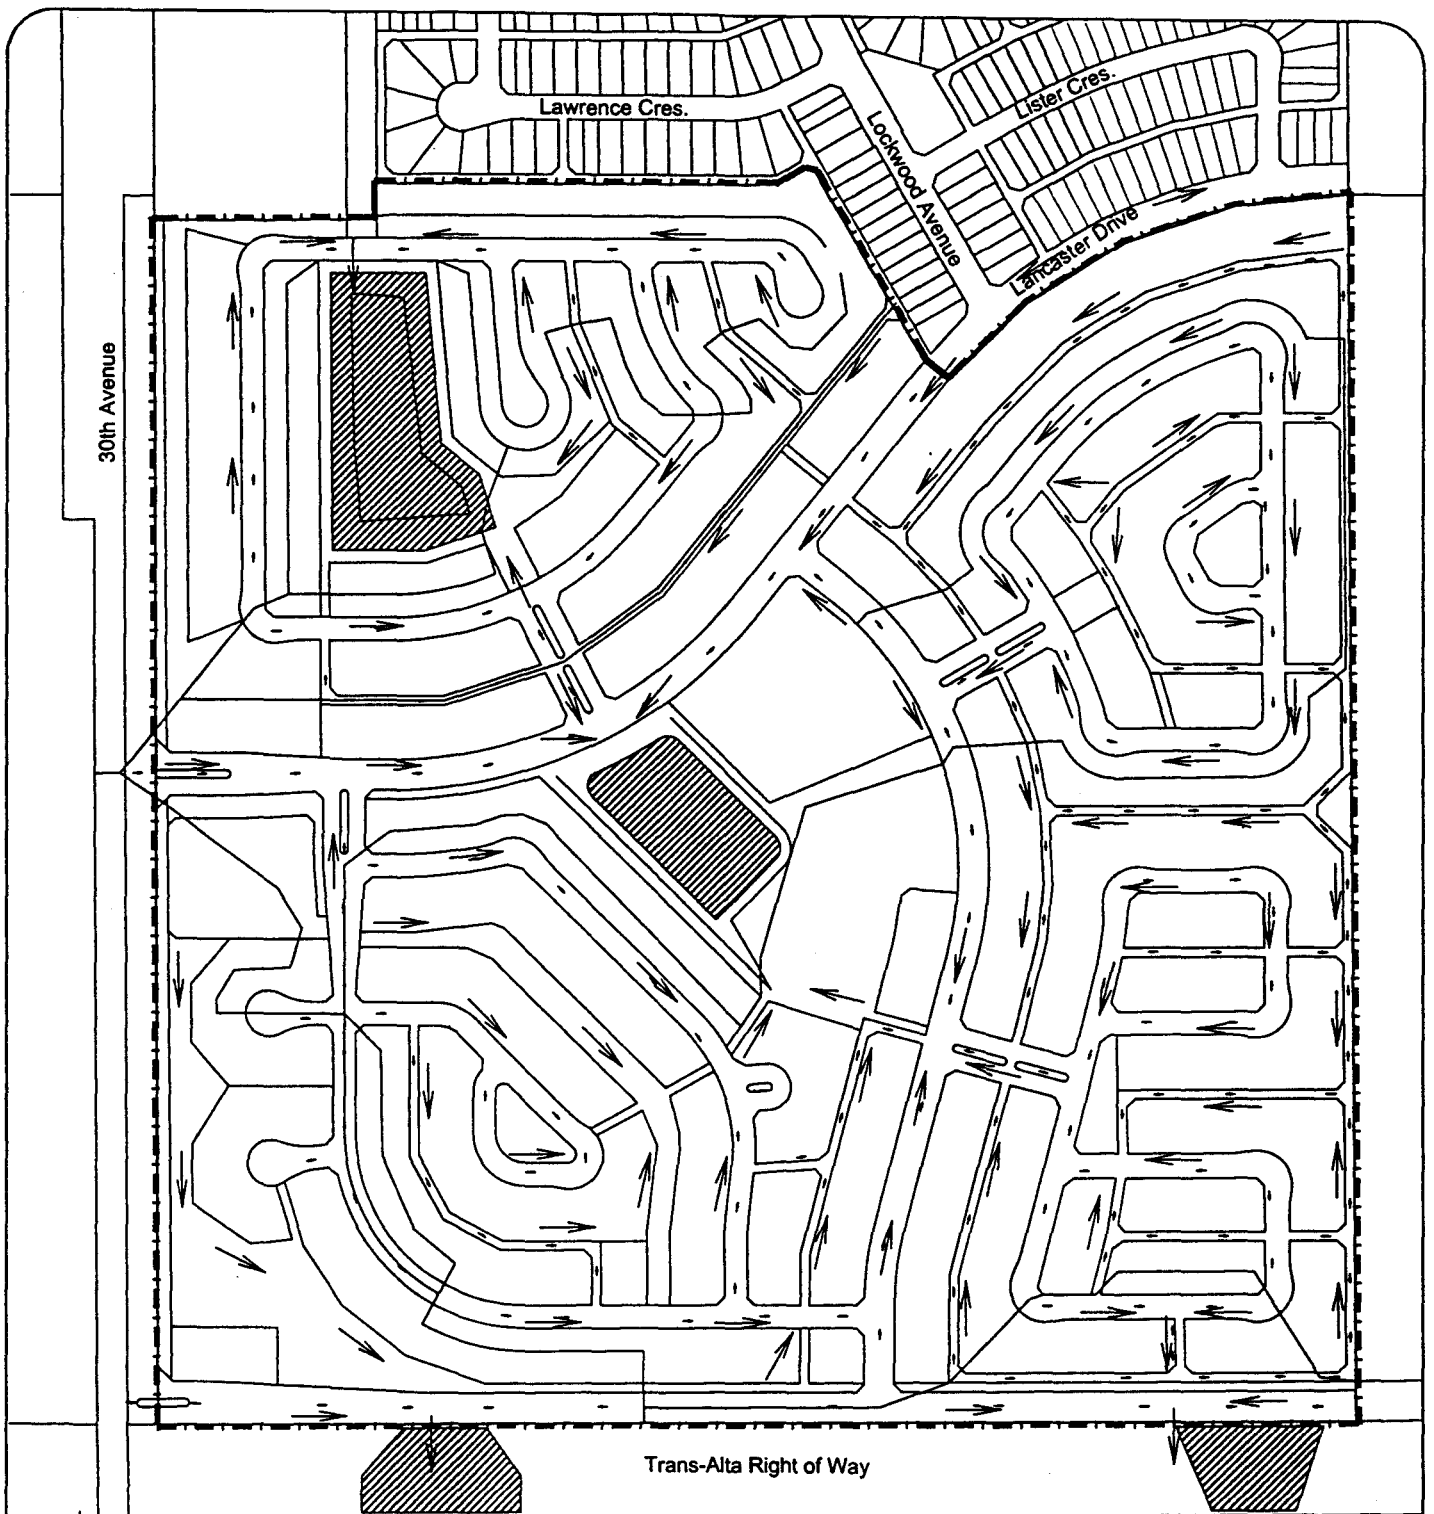 Lawrence Cres.
Lister Cres.
Lockwood Avenue
Lancaster Drive
30th Avenue
Trans-Alta Right of Way